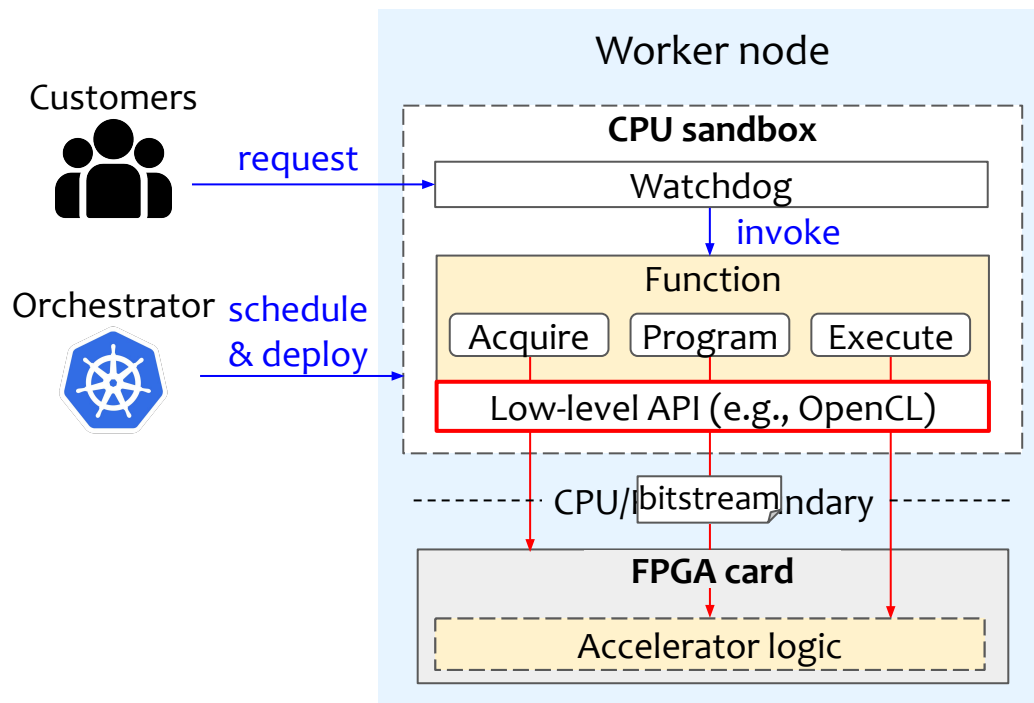 Worker node
Customers
CPU sandbox
request
Watchdog
invoke
Function
Orchestrator
schedule
& deploy
Acquire
Program
Execute
Low-level API (e.g., OpenCL)
CPU/
bitstream
ndary
FPGA card
Accelerator logic